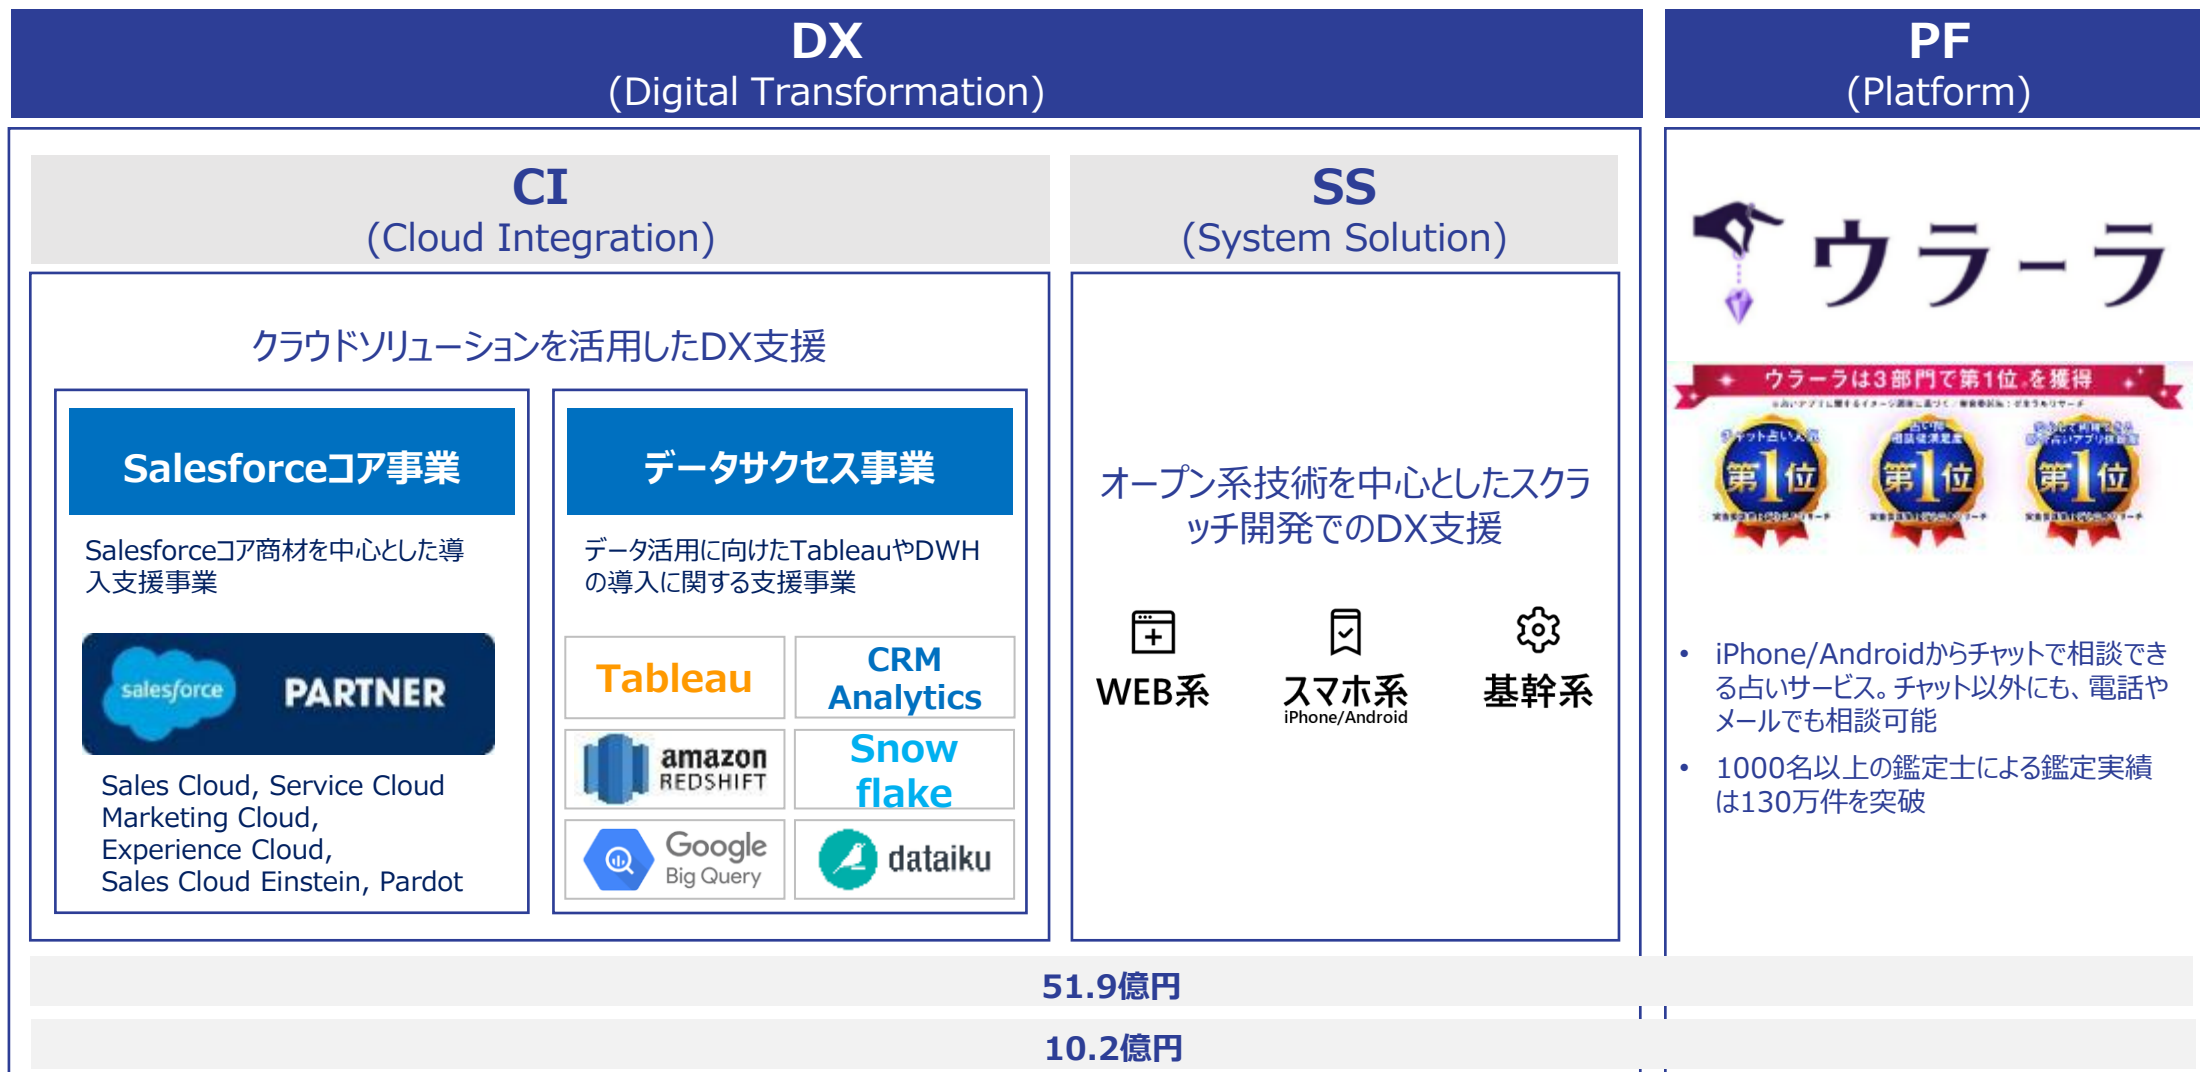 DX
(Digital Transformation)
PF
(Platform)
CI
(Cloud Integration)
SS
(System Solution)
クラウドソリューションを活用したDX支援
Salesforceコア事業
Salesforceコア商材を中心とした導
入支援事業
salesforce PARTNER
Sales Cloud, Service Cloud
Marketing Cloud,
Experience Cloud,
Sales Cloud Einstein, Pardot
データサクセス事業
データ活用に向けたTableauやDWH
の導入に関する支援事業
Tableau
CRM
Analytics
amazon
REDSHIFT
Snow
flake
Google
Big Query
dataiku
オープン系技術を中心としたスクラ
ッチ開発でのDX支援
WEB系
スマホ系
iPhone/Android
基幹系
ウラーラ
ウラーラは3部門で第1位を獲得
チャット占い人気
第1位
第1位
第1位
• iPhone/Androidからチャットで相談でき
る占いサービス。チャット以外にも、電話や
メールでも相談可能
• 1000名以上の鑑定士による鑑定実績
は130万件を突破
51.9億円
10.2億円